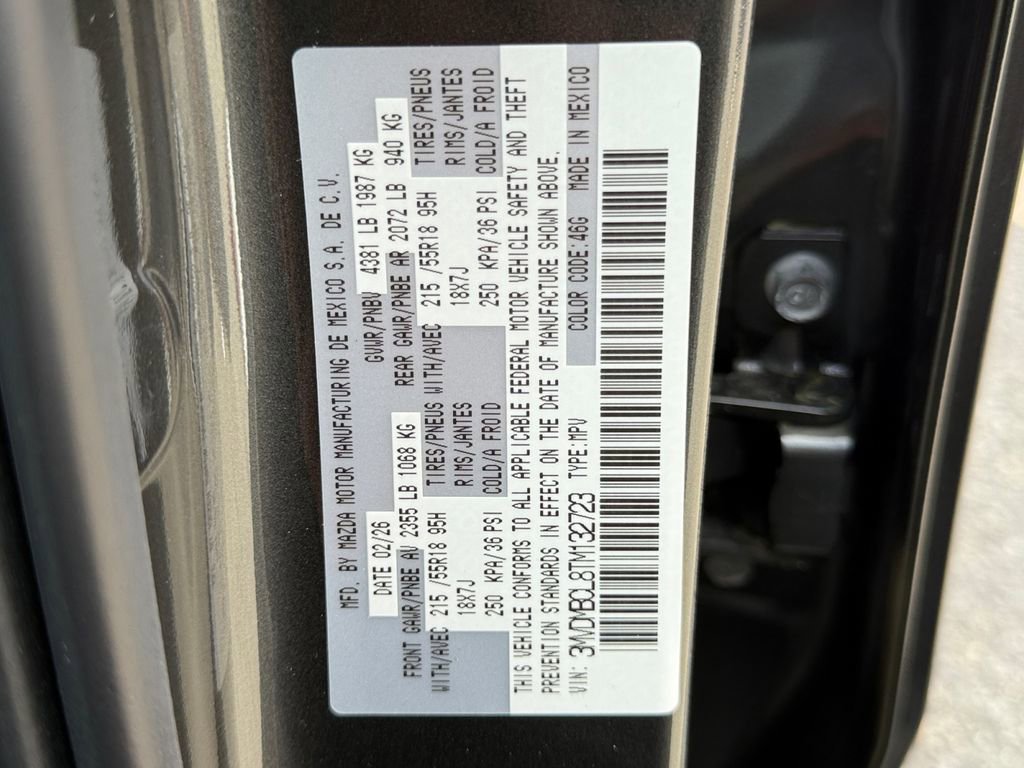 MFD. BY MAZDA MOTOR MANUFACTURING DE MEXICO S.A. DE C.V.
DATE 02/26 GVWR/PNBV 4381 LB 1987 KG
FRONT GAWR/PNBE AV 2355 LB 1068 KG REAR GAWR/PNBE AR 2072 LB 940 KG
WITH/AVEC 215 /55R18 95H TIRES/PNEUS WITH/AVEC 215 /55R18 95H TIRES/PNEUS
18X7J RIMS/JANTES 18X7J RIMS/JANTES
250 KPA/36 PSI COLD/A FROID 250 KPA/36 PSI COLD/A FROID
THIS VEHICLE CONFORMS TO ALL APPLICABLE FEDERAL MOTOR VEHICLE SAFETY AND THEFT
PREVENTION STANDARDS IN EFFECT ON THE DATE OF MANUFACTURE SHOWN ABOVE.
VIN: 3MVDMBCL8TM132723 TYPE:MPV COLOR CODE:46G MADE IN MEXICO